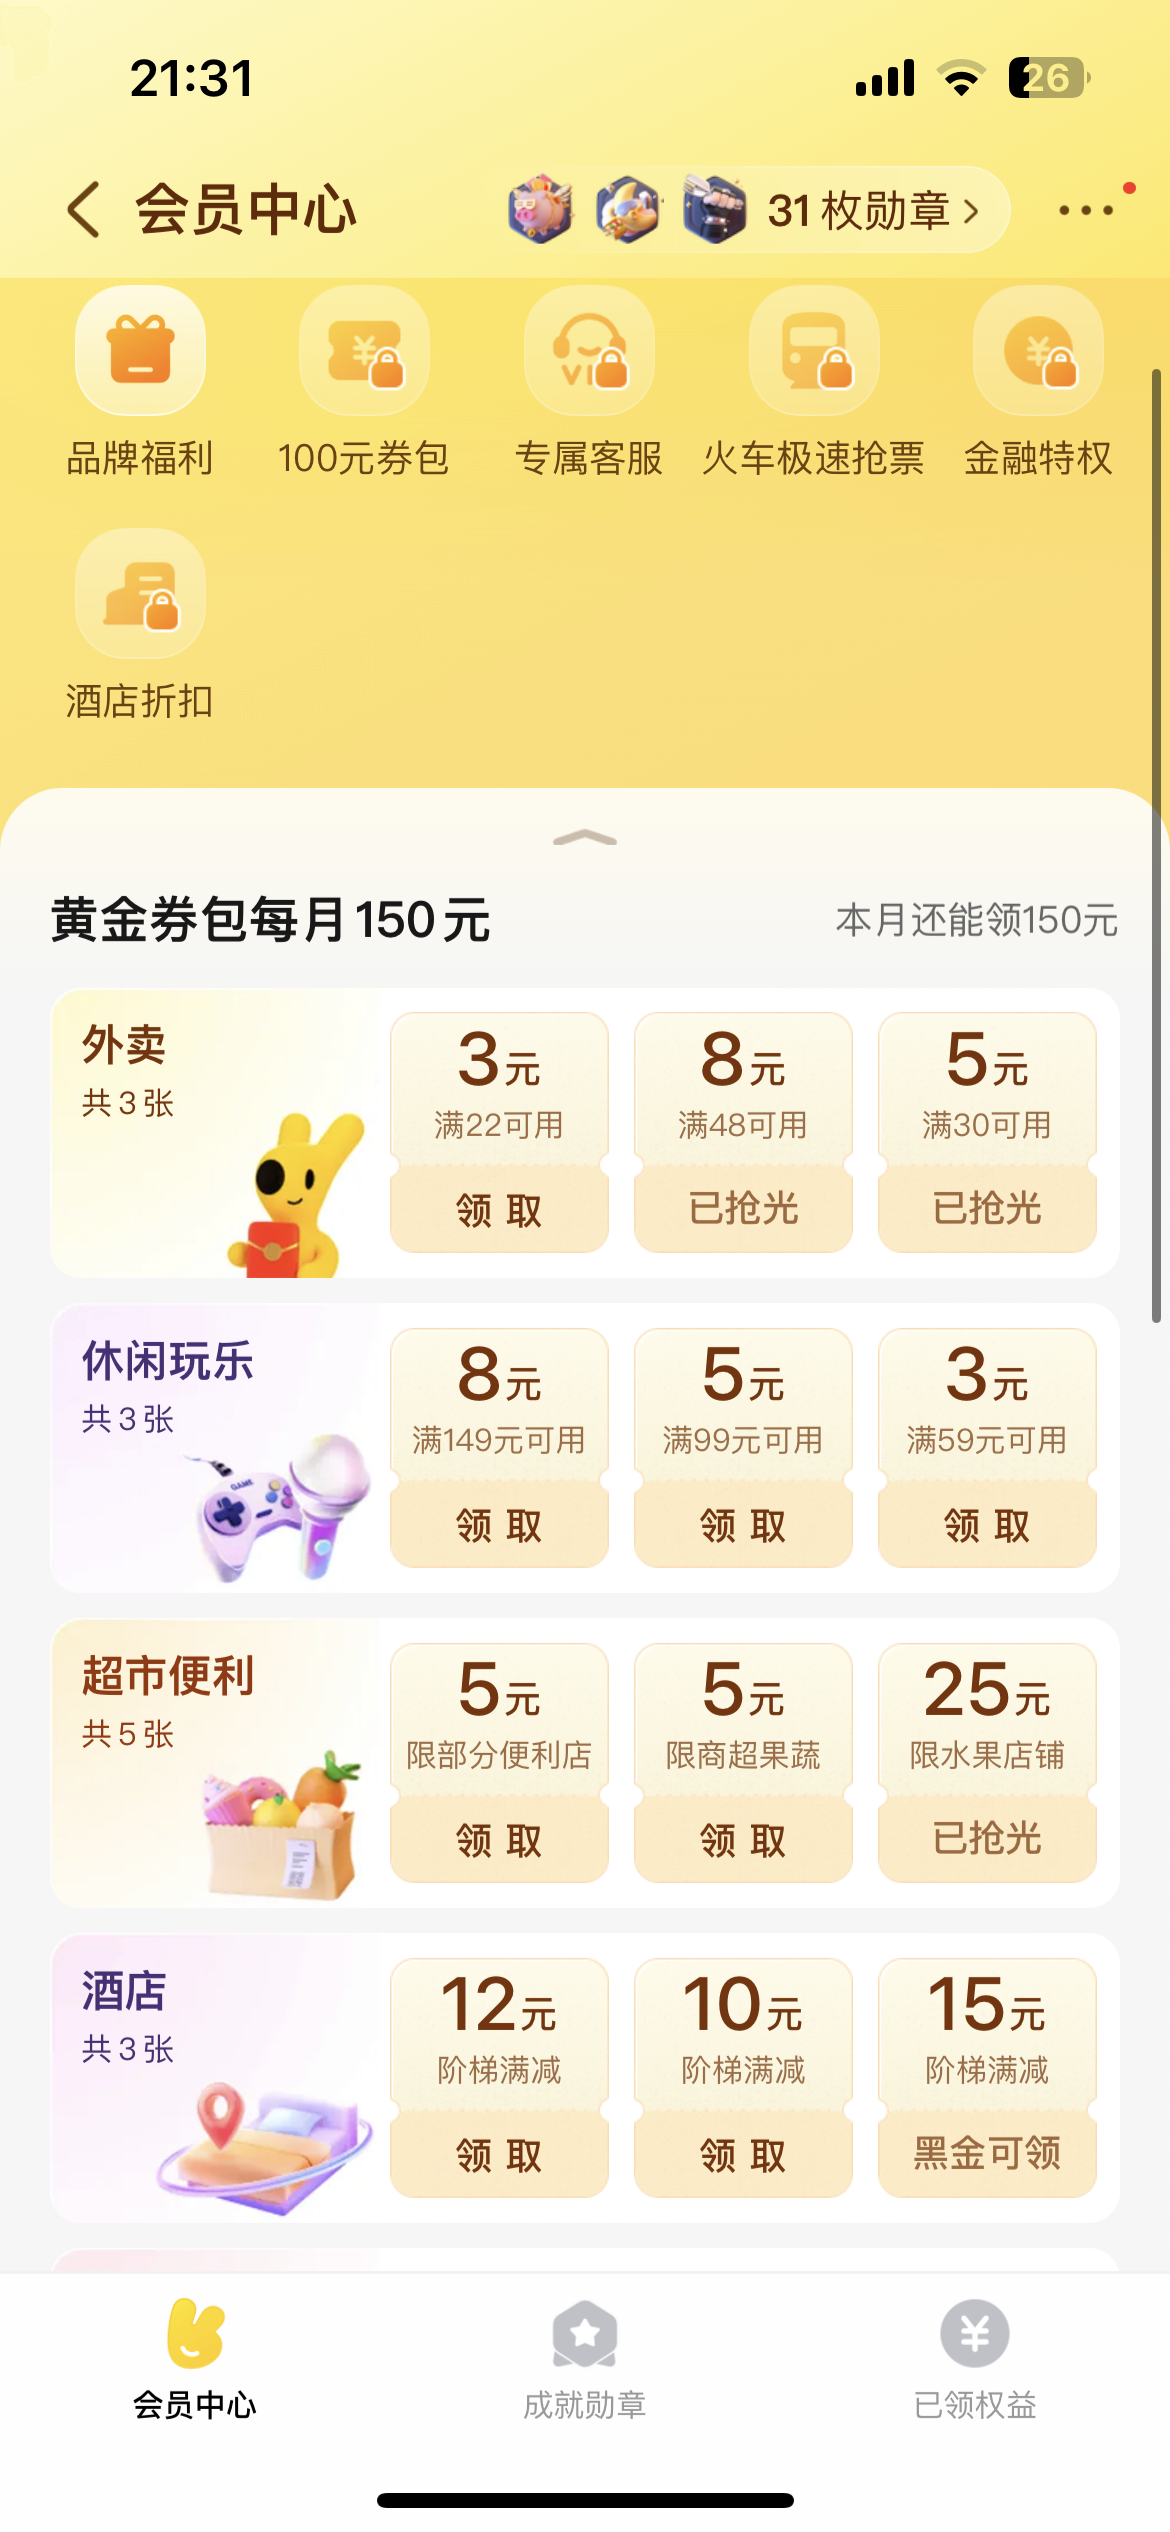 21:31
26
会员中心
31枚勋章
品牌福利
100元券包
专属客服
火车极速抢票
金融特权
酒店折扣
黄金券包每月150元
本月还能领150元
外卖
共3张
3元
满22可用
领取
8元
满48可用
已抢光
5元
满30可用
已抢光
休闲玩乐
共3张
GAME
8元
满149元可用
领取
5元
满99元可用
领取
3元
满59元可用
领取
超市便利
共5张
5元
限部分便利店
领取
5元
限商超果蔬
领取
25元
限水果店铺
已抢光
酒店
共3张
12元
阶梯满减
领取
10元
阶梯满减
领取
15元
阶梯满减
黑金可领
会员中心
成就勋章
已领权益